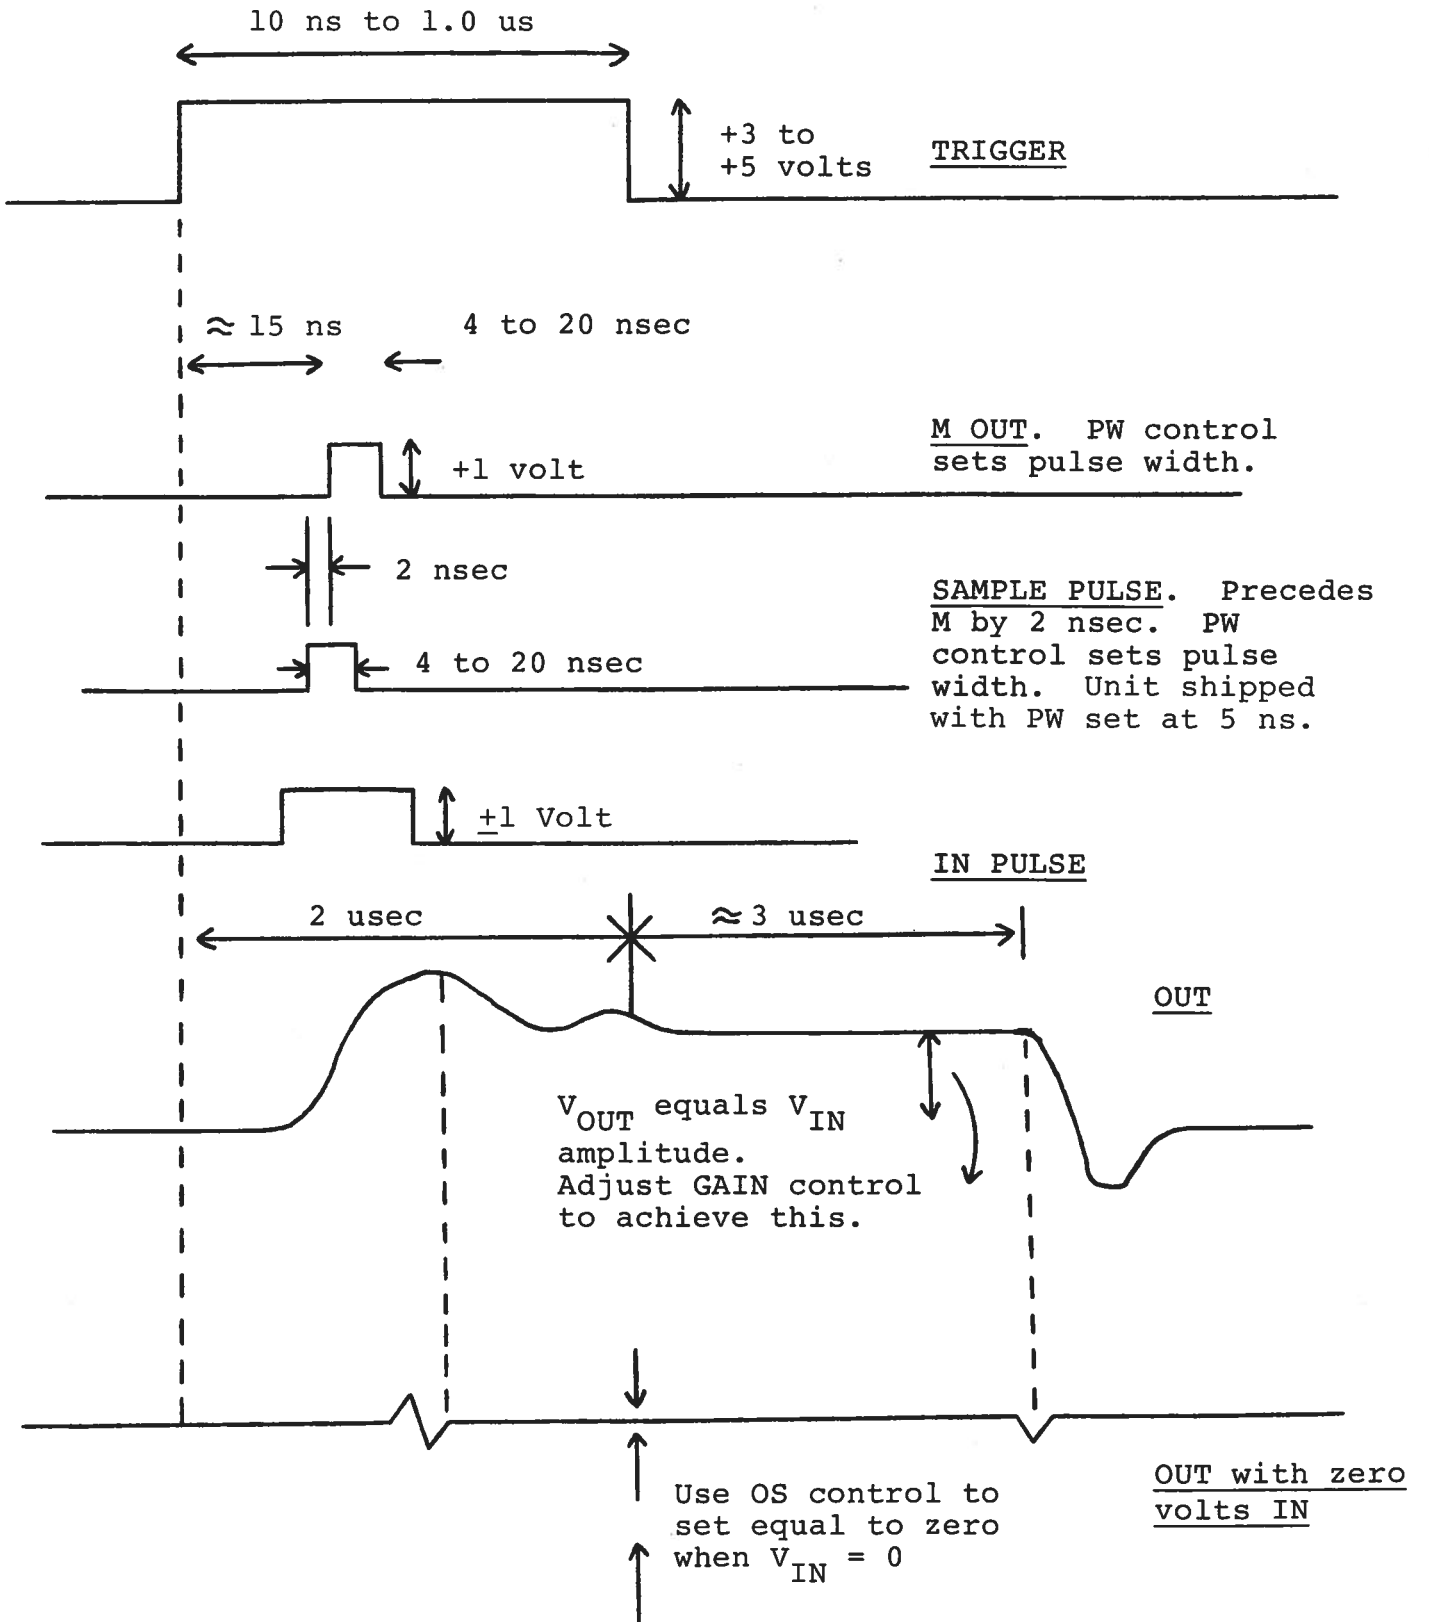 10 ns to 1.0 us
+3 to
+5 volts
TRIGGER
≈ 15 ns
4 to 20 nsec
M OUT. PW control
sets pulse width.
+1 volt
2 nsec
SAMPLE PULSE. Precedes
M by 2 nsec. PW
control sets pulse
width. Unit shipped
with PW set at 5 ns.
4 to 20 nsec
±1 Volt
IN PULSE
2 usec
≈ 3 usec
OUT
VOUT equals VIN
amplitude.
Adjust GAIN control
to achieve this.
OUT with zero
volts IN
Use OS control to
set equal to zero
when VIN = 0